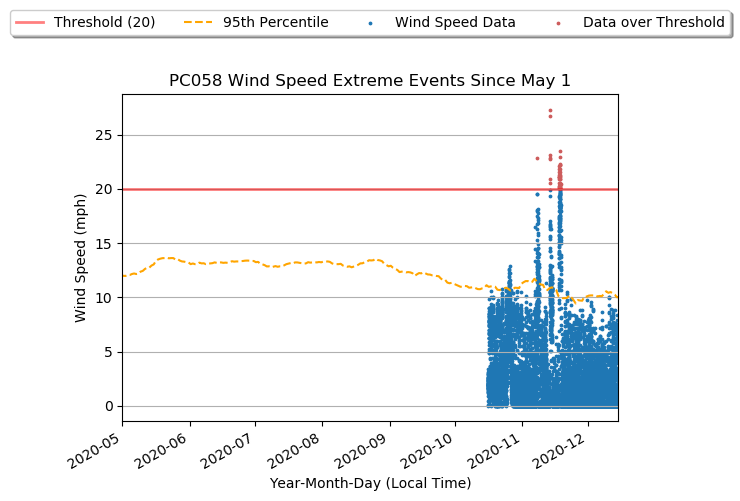 Threshold (20) 95th Percentile Wind Speed Data Data over Threshold
PC058 Wind Speed Extreme Events Since May 1
25
20
15
10
5
0
Wind Speed (mph)
2020-05 2020-06 2020-07 2020-08 2020-09 2020-10 2020-11 2020-12
Year-Month-Day (Local Time)